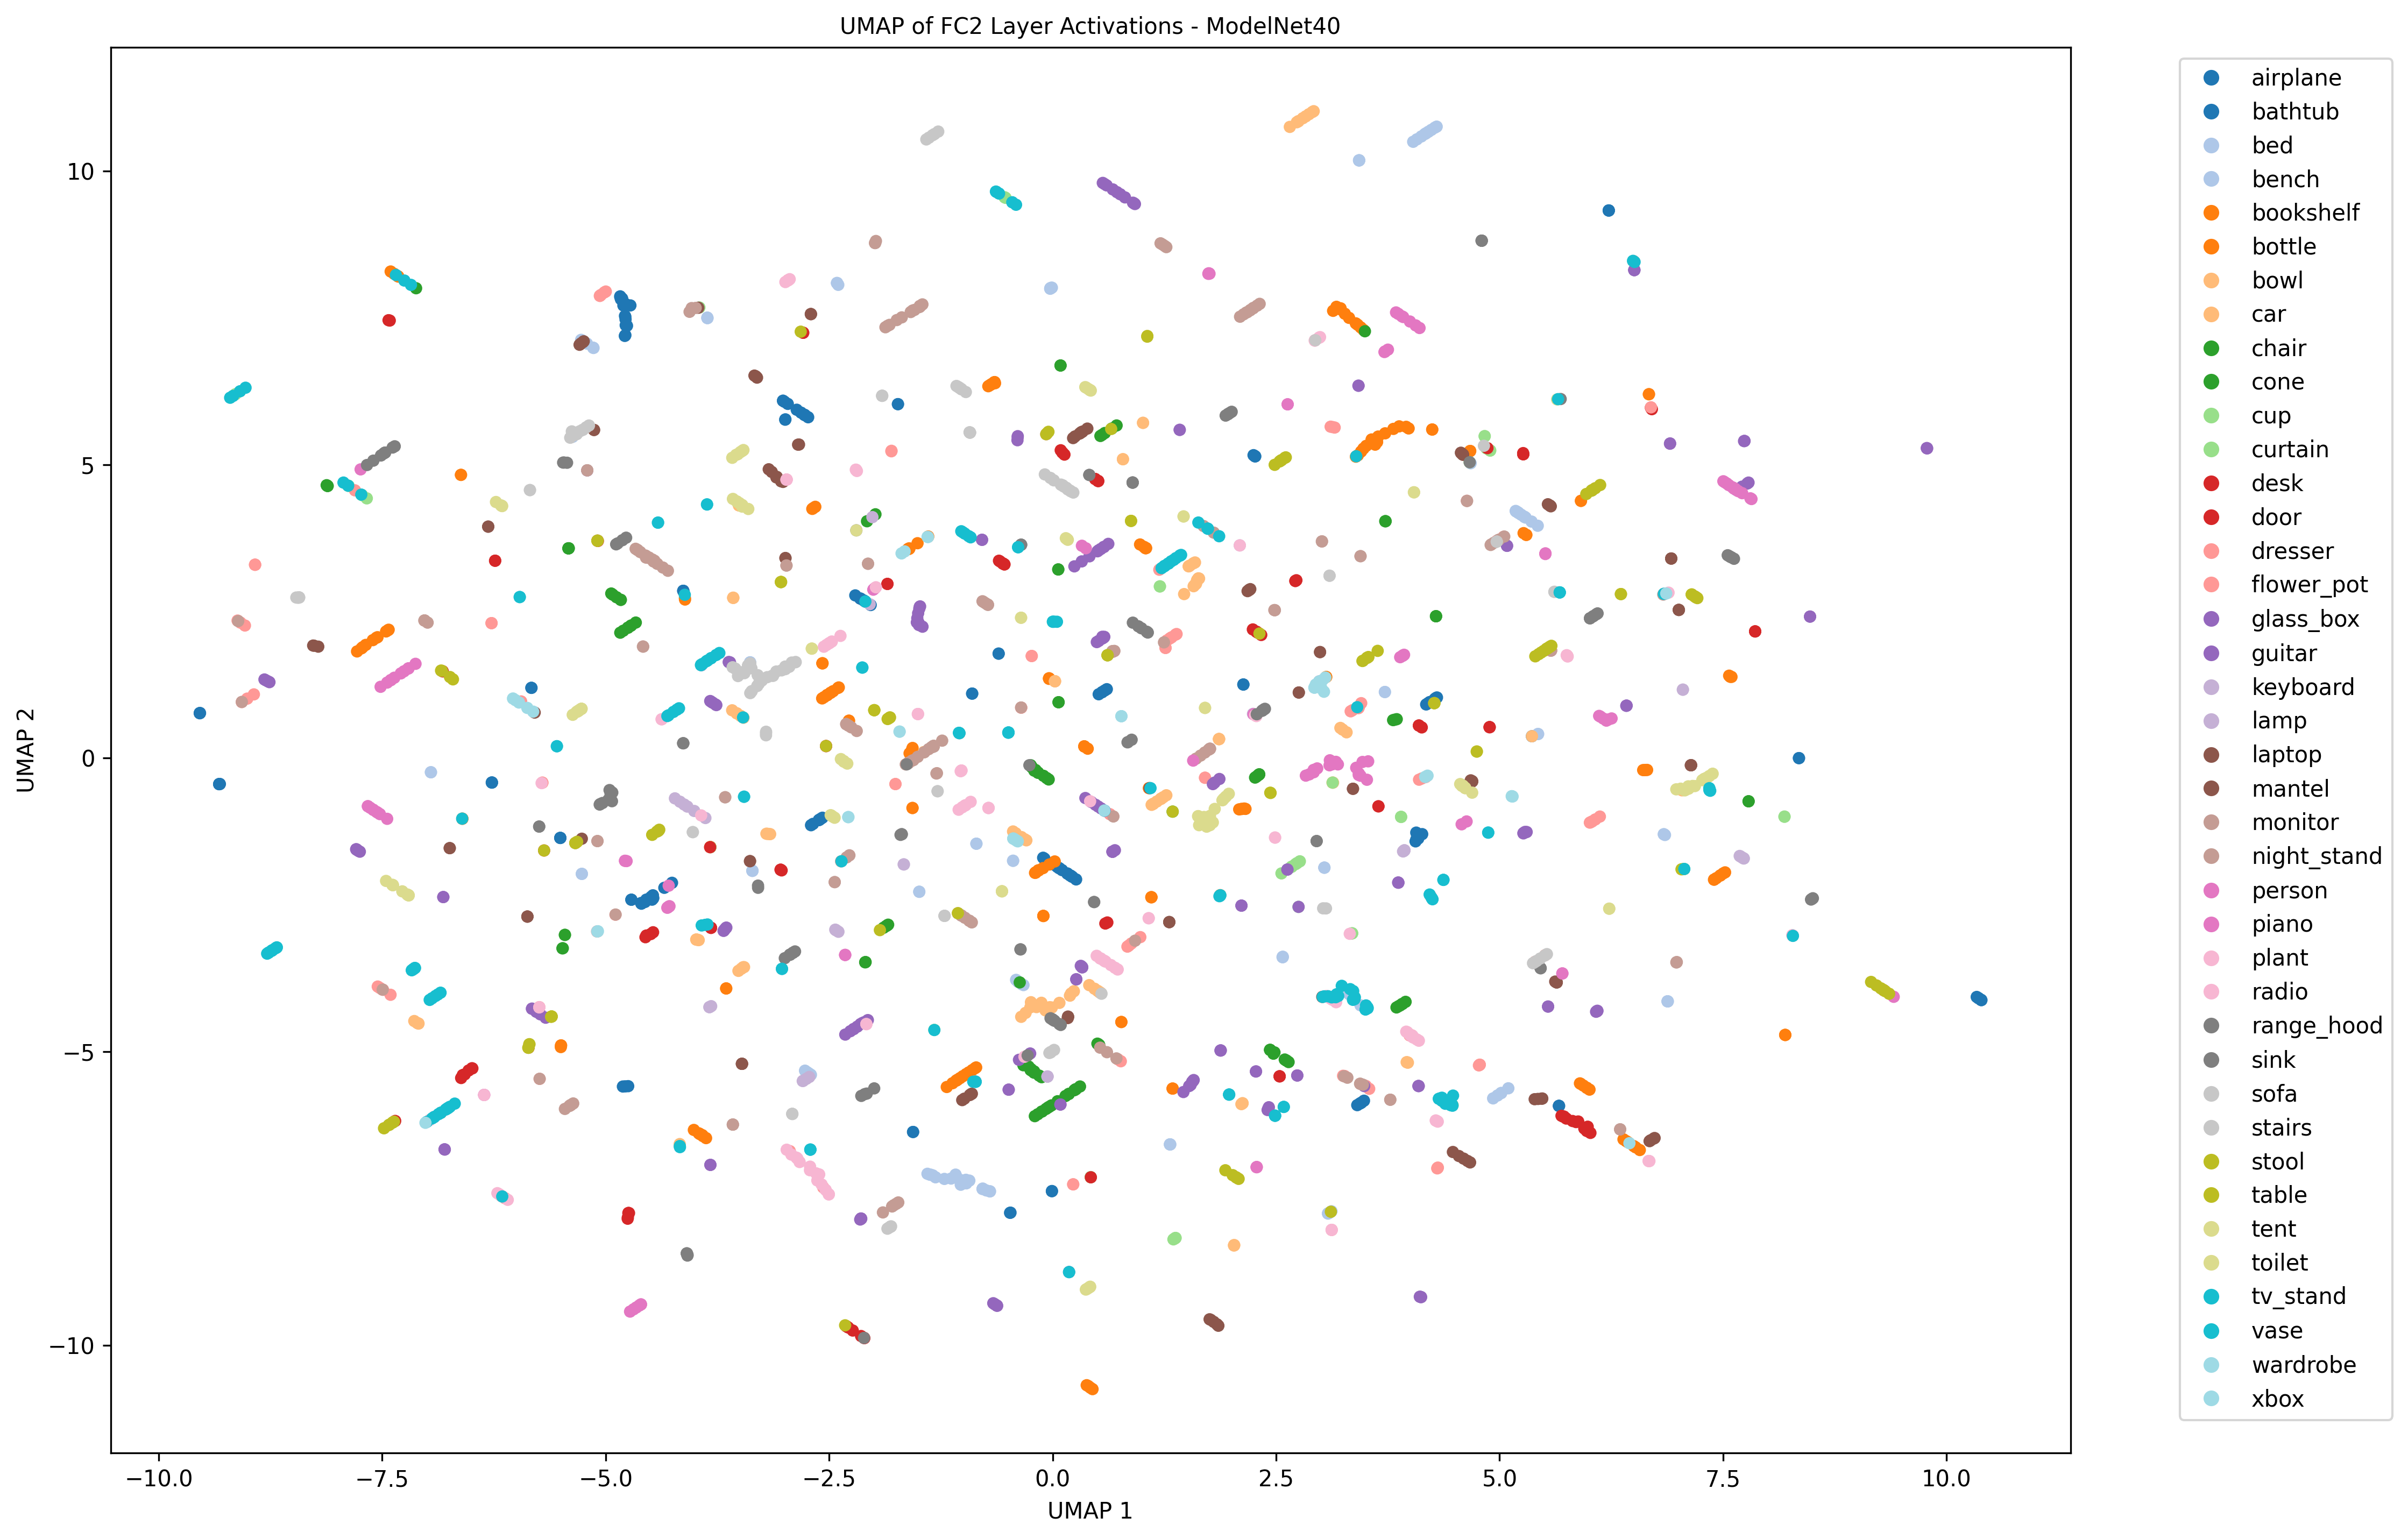 UMAP of FC2 Layer Activations - ModelNet40
10
5
0
−5
−10
UMAP 2
−10.0
−7.5
−5.0
−2.5
0.0
2.5
5.0
7.5
10.0
UMAP 1
airplane
bathtub
bed
bench
bookshelf
bottle
bowl
car
chair
cone
cup
curtain
desk
door
dresser
flower_pot
glass_box
guitar
keyboard
lamp
laptop
mantel
monitor
night_stand
person
piano
plant
radio
range_hood
sink
sofa
stairs
stool
table
tent
toilet
tv_stand
vase
wardrobe
xbox